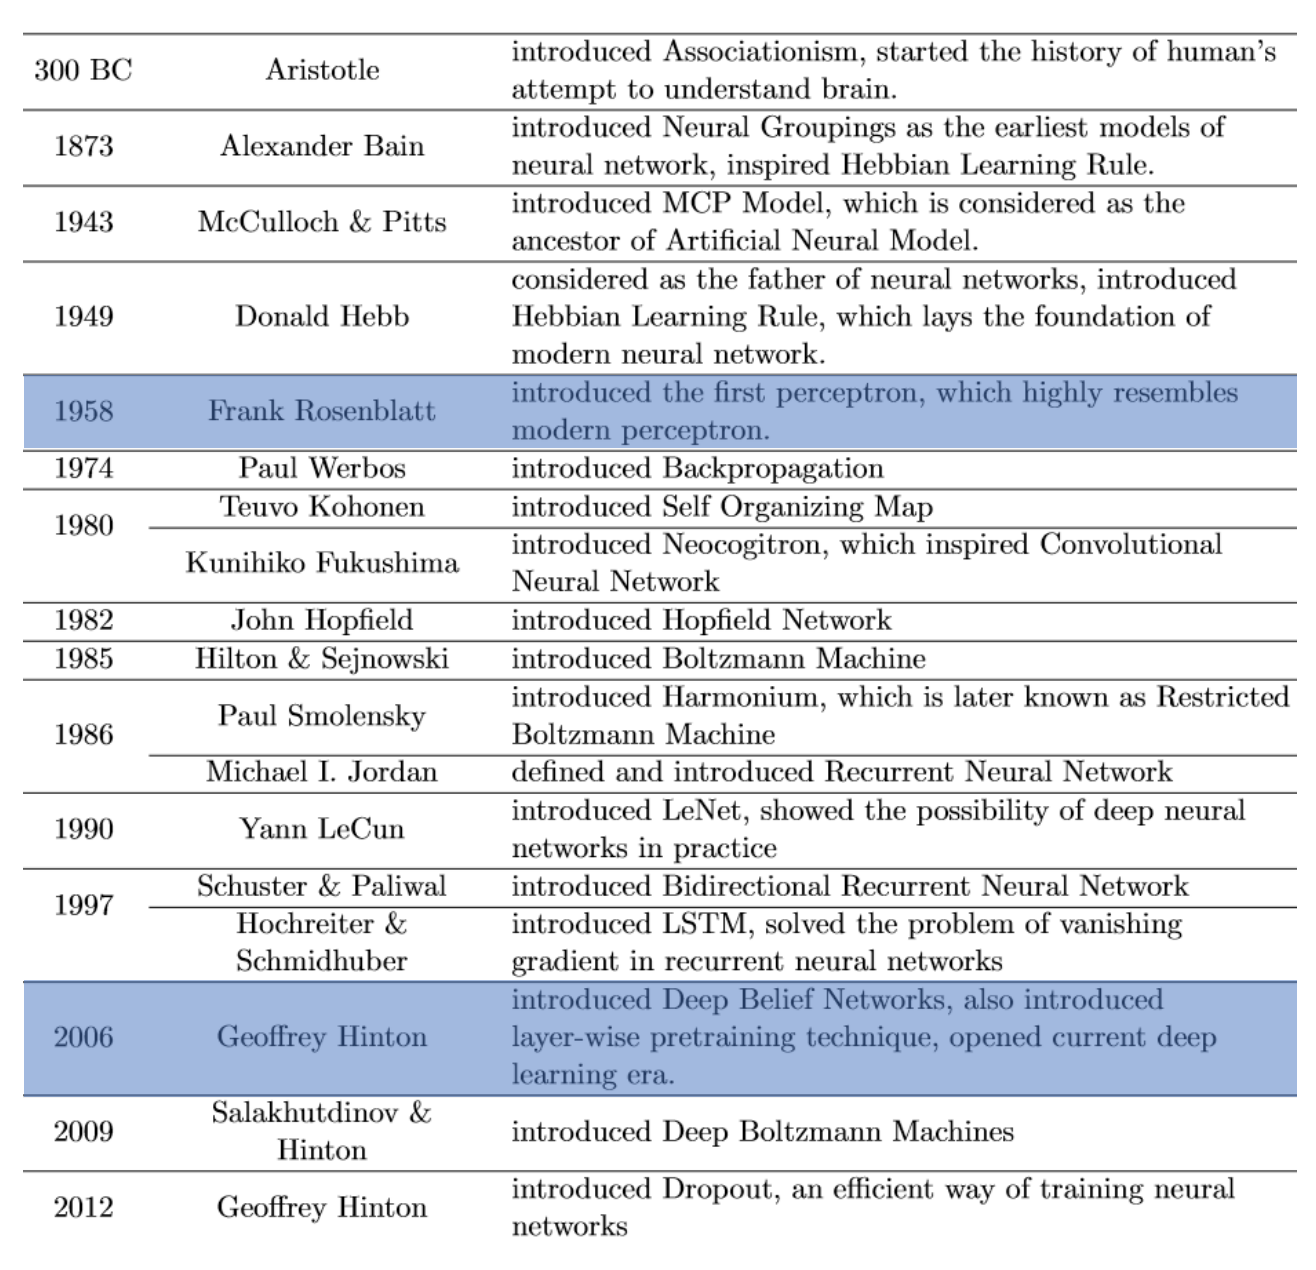 300 BC
Aristotle
introduced Associationism, started the history of human's
attempt to understand brain.
1873
Alexander Bain
introduced Neural Groupings as the earliest models of
neural network, inspired Hebbian Learning Rule.
1943
McCulloch & Pitts
introduced MCP Model, which is considered as the
ancestor of Artificial Neural Model.
1949
Donald Hebb
considered as the father of neural networks, introduced
Hebbian Learning Rule, which lays the foundation of
modern neural network.
1958
Frank Rosenblatt
introduced the first perceptron, which highly resembles
modern perceptron.
1974
Paul Werbos
introduced Backpropagation
1980
Teuvo Kohonen
introduced Self Organizing Map
Kunihiko Fukushima
introduced Neocogitron, which inspired Convolutional
Neural Network
1982
John Hopfield
introduced Hopfield Network
1985
Hilton & Sejnowski
introduced Boltzmann Machine
1986
Paul Smolensky
introduced Harmonium, which is later known as Restricted
Boltzmann Machine
Michael I. Jordan
defined and introduced Recurrent Neural Network
1990
Yann LeCun
introduced LeNet, showed the possibility of deep neural
networks in practice
1997
Schuster & Paliwal
introduced Bidirectional Recurrent Neural Network
Hochreiter &
Schmidhuber
introduced LSTM, solved the problem of vanishing
gradient in recurrent neural networks
2006
Geoffrey Hinton
introduced Deep Belief Networks, also introduced
layer-wise pretraining technique, opened current deep
learning era.
2009
Salakhutdinov &
Hinton
introduced Deep Boltzmann Machines
2012
Geoffrey Hinton
introduced Dropout, an efficient way of training neural
networks